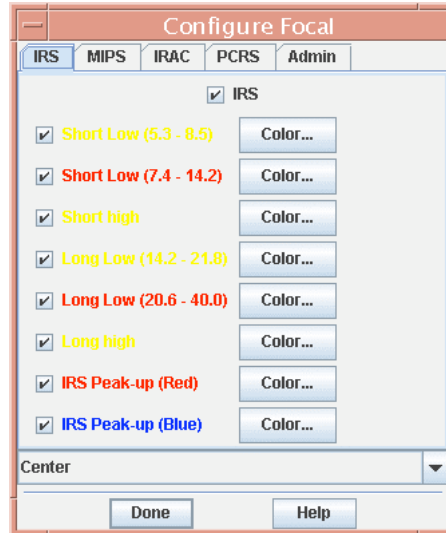 Configure Focal
IRS MIPS IRAC PCRS Admin
IRS
Short Low (5.3 - 8.5) Color...
Short Low (7.4 - 14.2) Color...
Short high Color...
Long Low (14.2 - 21.8) Color...
Long Low (20.6 - 40.0) Color...
Long high Color...
IRS Peak-up (Red) Color...
IRS Peak-up (Blue) Color...
Center
Done Help